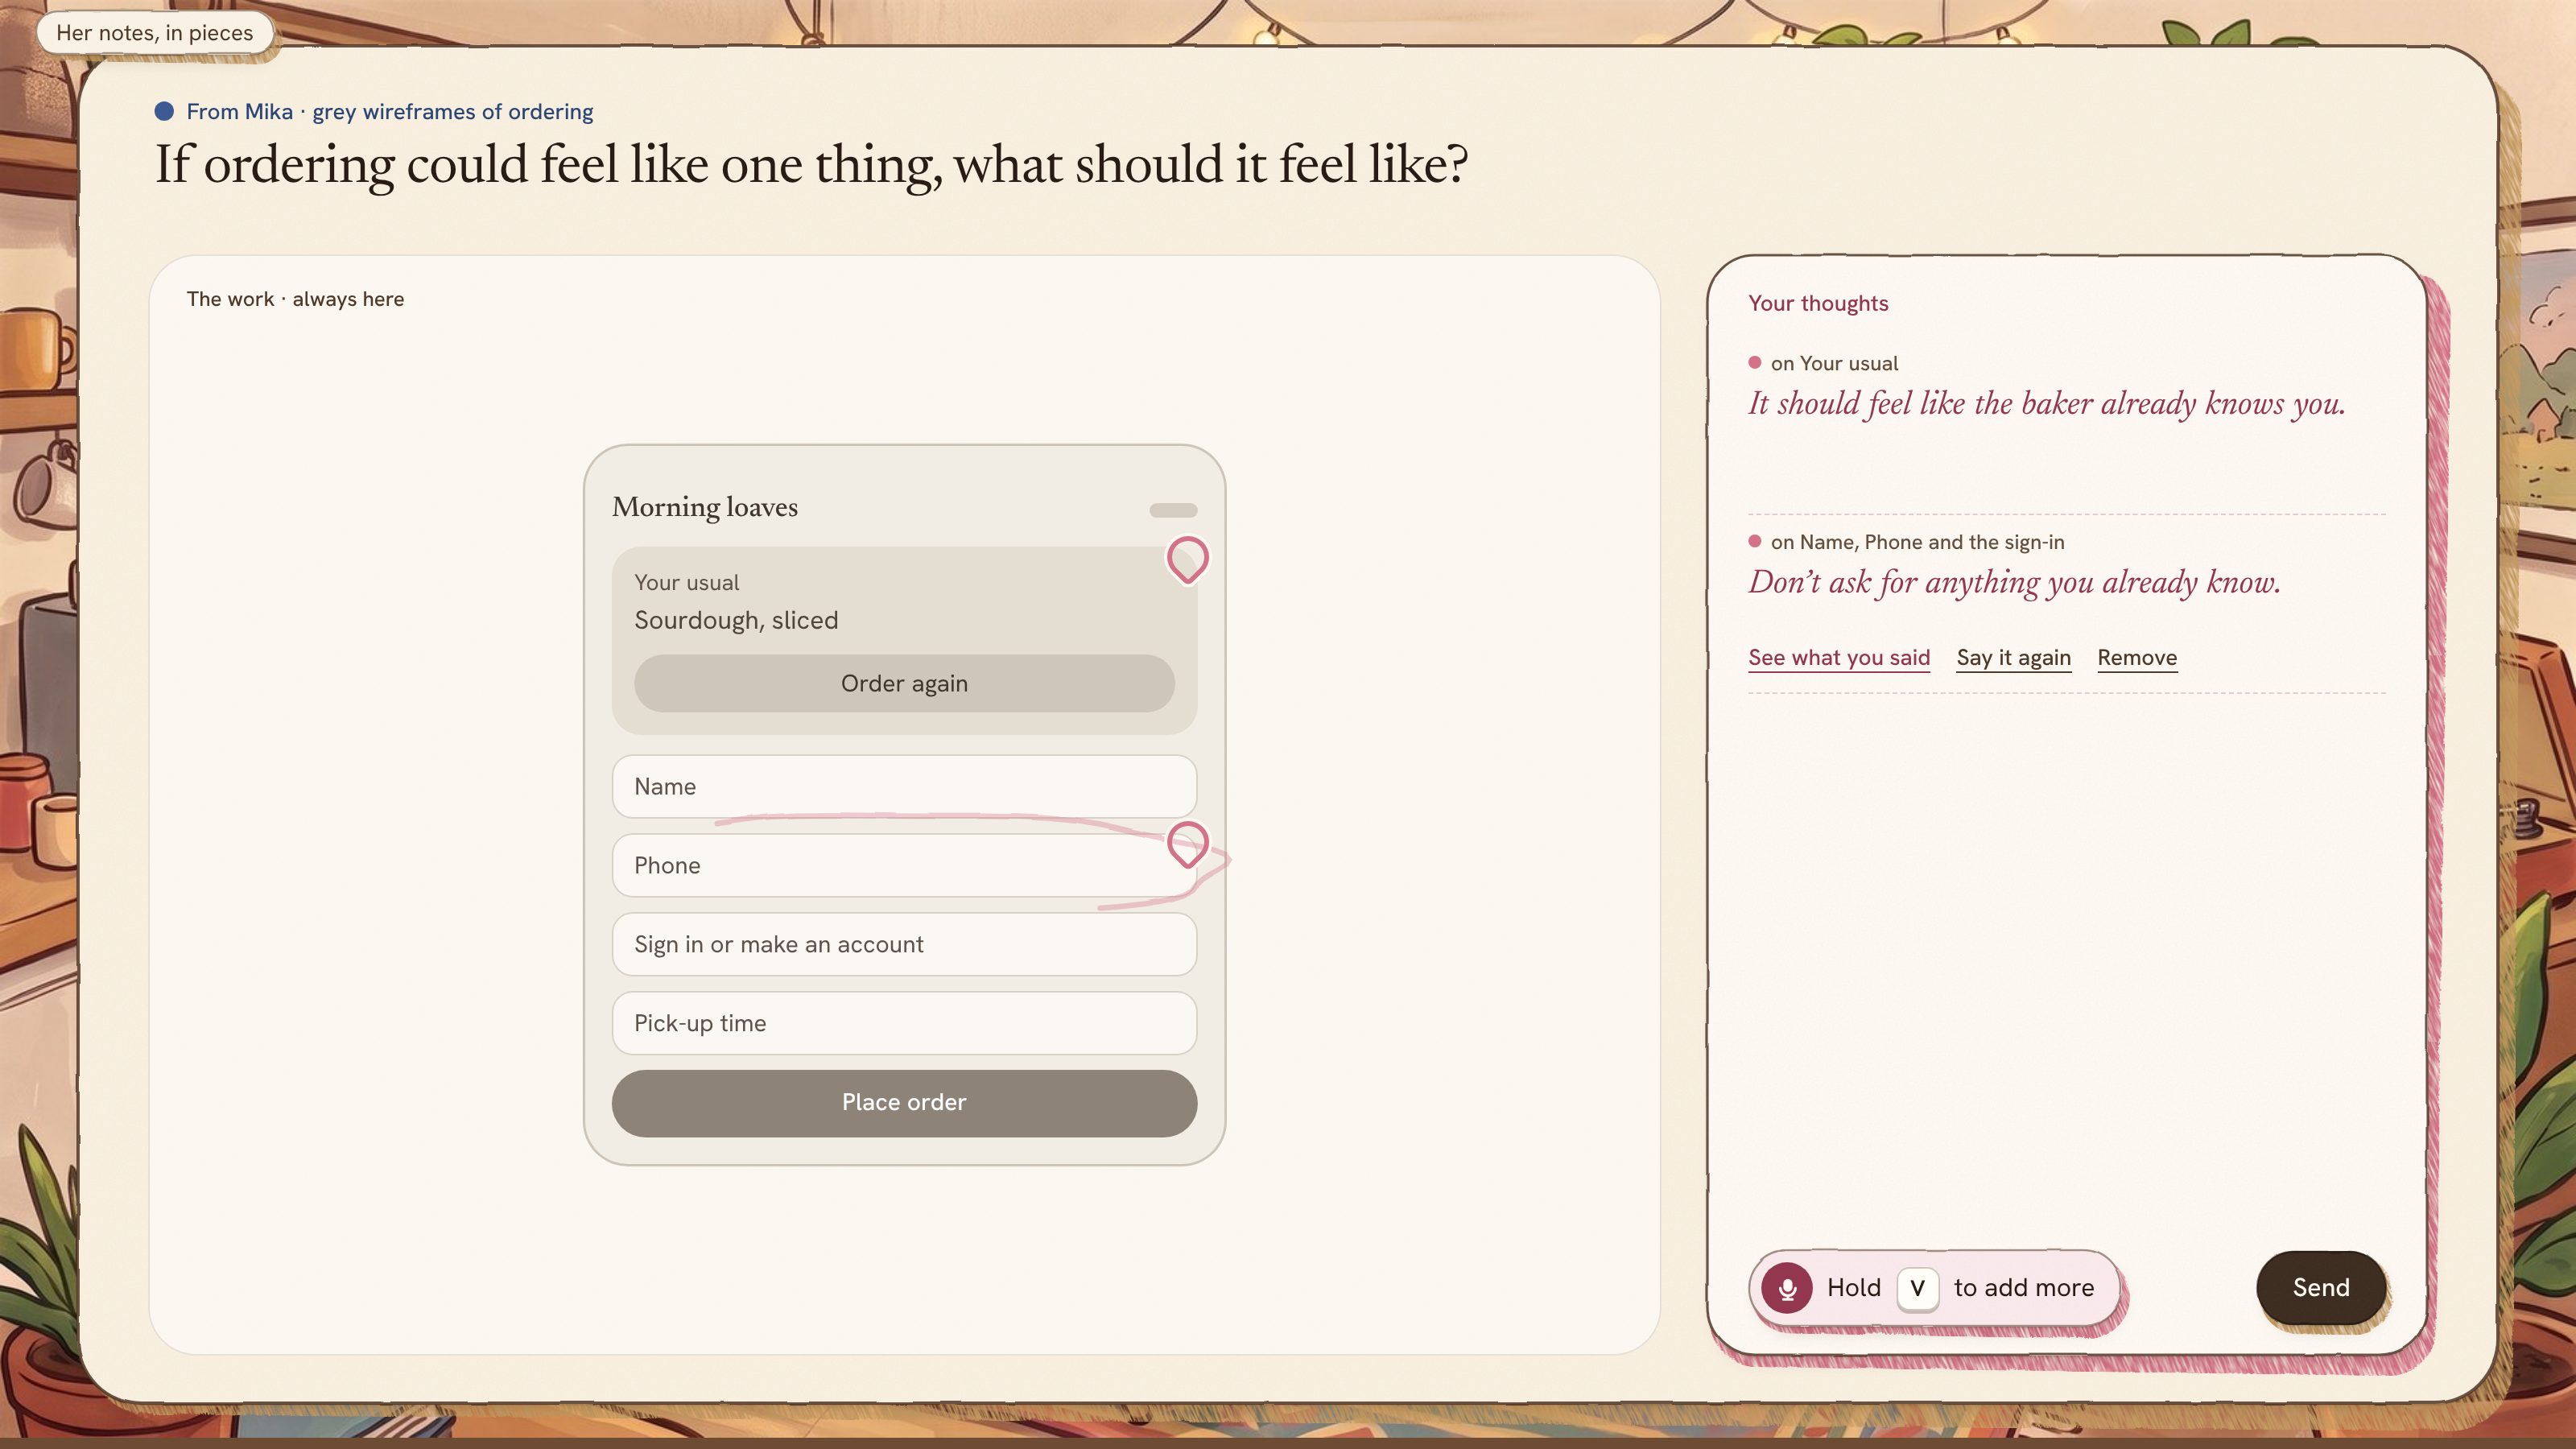 Her notes, in pieces
From Mika · grey wireframes of ordering
If ordering could feel like one thing, what should it feel like?
The work · always here
Morning loaves
Your usual
Sourdough, sliced
Order again
Name
Phone
Sign in or make an account
Pick-up time
Place order
Your thoughts
on Your usual
It should feel like the baker already knows you.
on Name, Phone and the sign-in
Don’t ask for anything you already know.
See what you said Say it again Remove
Hold V to add more
Send